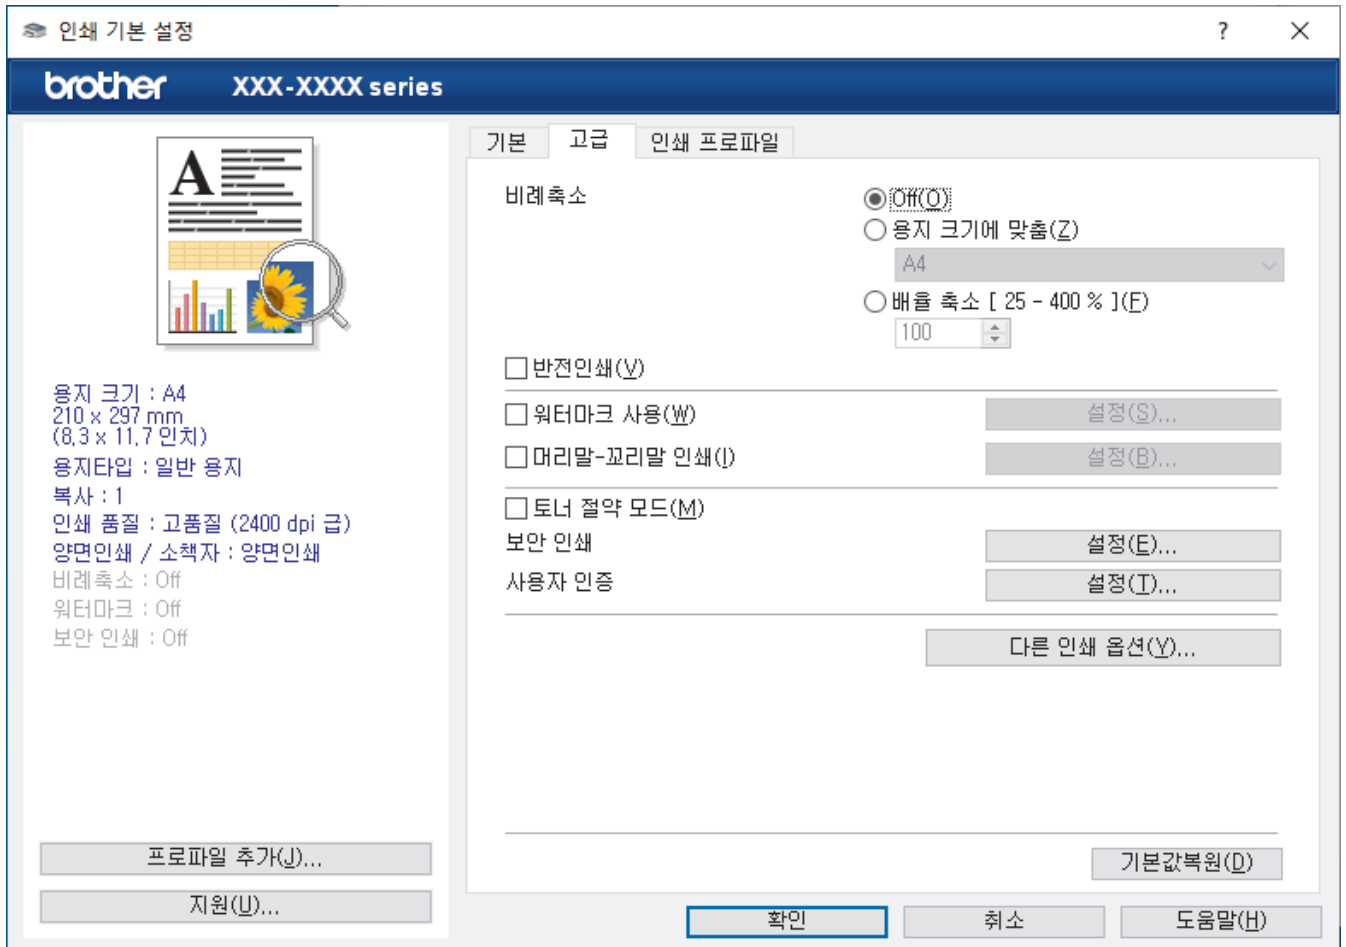 인쇄 기본 설정
?
brother XXX-XXXX series
A
용지 크기 : A4
210 x 297 mm
(8,3 x 11,7 인치)
용지타입 : 일반 용지
복사 : 1
인쇄 품질 : 고품질 (2400 dpi 급)
양면인쇄 / 소책자 : 양면인쇄
비례축소 : Off
워터마크 : Off
보안 인쇄 : Off
프로파일 추가(J)...
지원(U)...
기본 고급 인쇄 프로파일
비례축소 Off(O)
용지 크기에 맞춤(Z)
A4
배율 축소 [ 25 - 400 % ](F)
100
반전인쇄(V)
워터마크 사용(W) 설정(S)...
머리말-꼬리말 인쇄(I) 설정(B)...
토너 절약 모드(M)
보안 인쇄 설정(E)...
사용자 인증 설정(T)...
다른 인쇄 옵션(Y)...
기본값복원(D)
확인 취소 도움말(H)